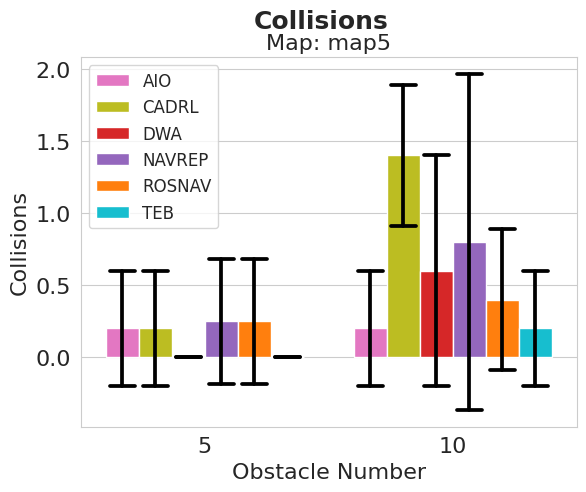 Collisions
Map: map5
AIO
CADRL
DWA
NAVREP
ROSNAV
TEB
Collisions
2.0
1.5
1.0
0.5
0.0
5
10
Obstacle Number